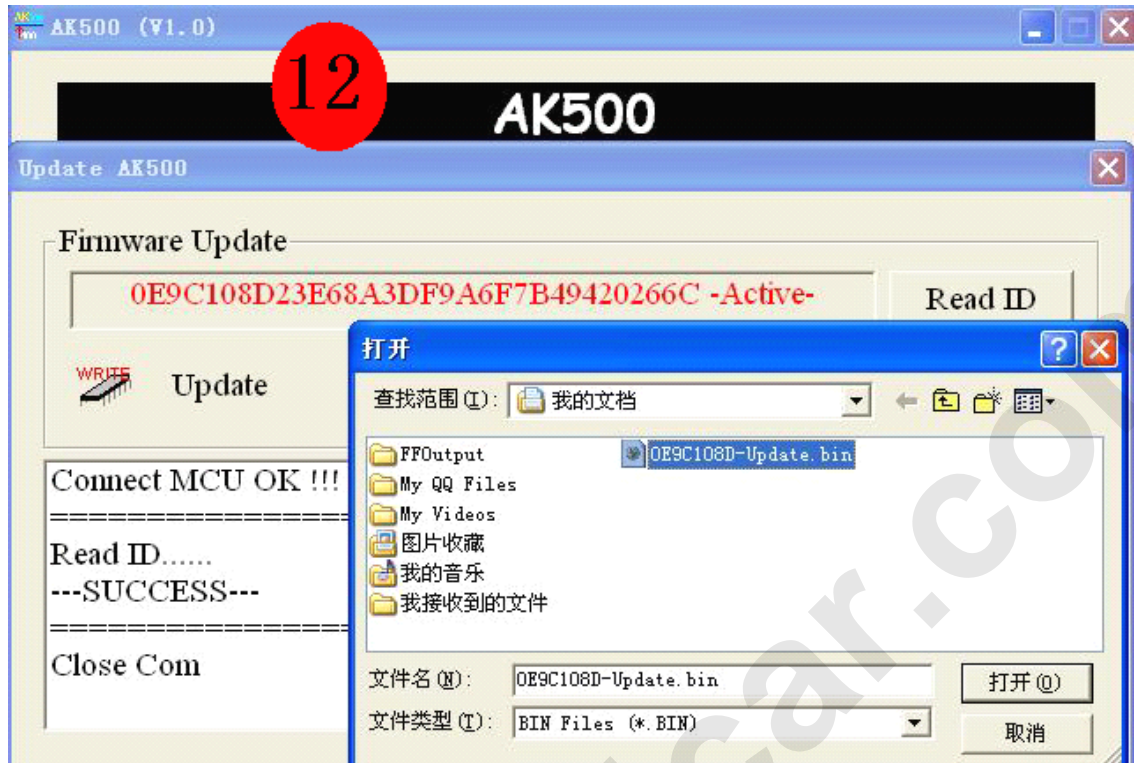 AK500 (V1.0)
12
AK500
Update AK500
Firmware Update
0E9C108D23E68A3DF9A6F7B49420266C -Active-
Read ID
WRITE
Update
打开
查找范围(I):
我的文档
FFOutput
0E9C108D-Update.bin
My QQ Files
My Videos
图片收藏
我的音乐
我接收到的文件
Connect MCU OK !!!
==================
Read ID......
---SUCCESS---
==================
Close Com
文件名(N):
0E9C108D-Update.bin
打开(O)
文件类型(T):
BIN Files (*.BIN)
取消